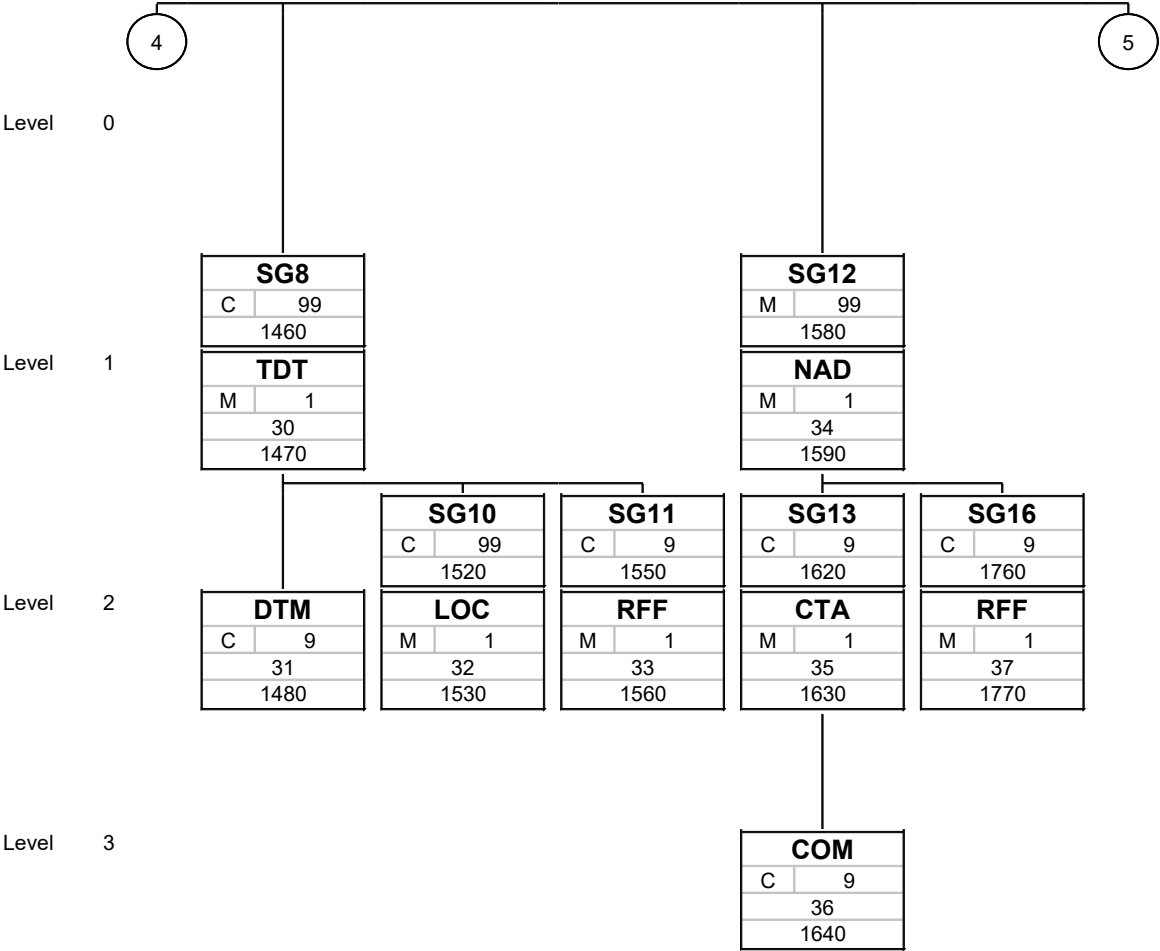 4
5
Level 0
SG8
C 99
1460
SG12
M 99
1580
Level 1
TDT
M 1
30
1470
NAD
M 1
34
1590
SG10
C 99
1520
SG11
C 9
1550
SG13
C 9
1620
SG16
C 9
1760
Level 2
DTM
C 9
31
1480
LOC
M 1
32
1530
RFF
M 1
33
1560
CTA
M 1
35
1630
RFF
M 1
37
1770
Level 3
COM
C 9
36
1640